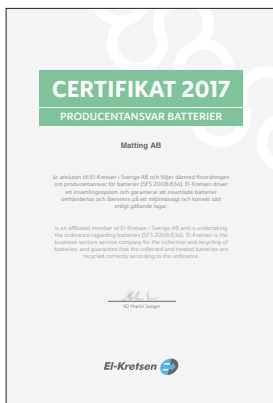 CERTIFIKAT 2017
PRODUCENTANSVAR BATTERIER
Matting AB
är ansluten till El-Kretsen i Sverige AB och följer därmed förordningen
om producentansvar för batterier (SFS 2008:834). El-Kretsen driver
ett insamlingssystem och garanterar att insamlade batterier
omhändertas och återvinns på ett miljömässigt och korrekt sätt
enligt gällande lagar.
is an affiliated member of El-Kretsen i Sverige AB and is undertaking
the ordinance regarding batteries (SFS 2008:834). El-Kretsen is the
business sectors service company for the collection and recycling of
batteries, and guaranties that the collected and treated batteries are
recycled correctly according to the ordinance.
VD Martin Seeger
El-Kretsen